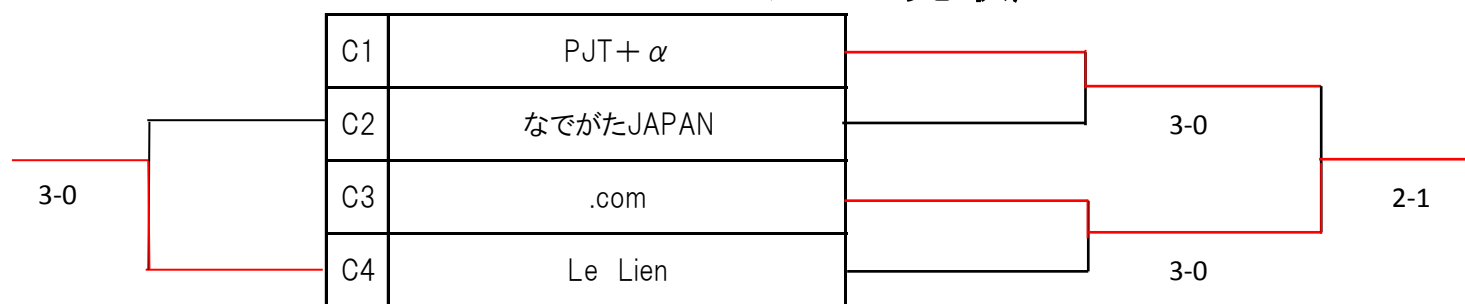 C1 PJT＋α
C2 なでがたJAPAN 3-0
3-0 C3 .com 2-1
C4 Le Lien 3-0